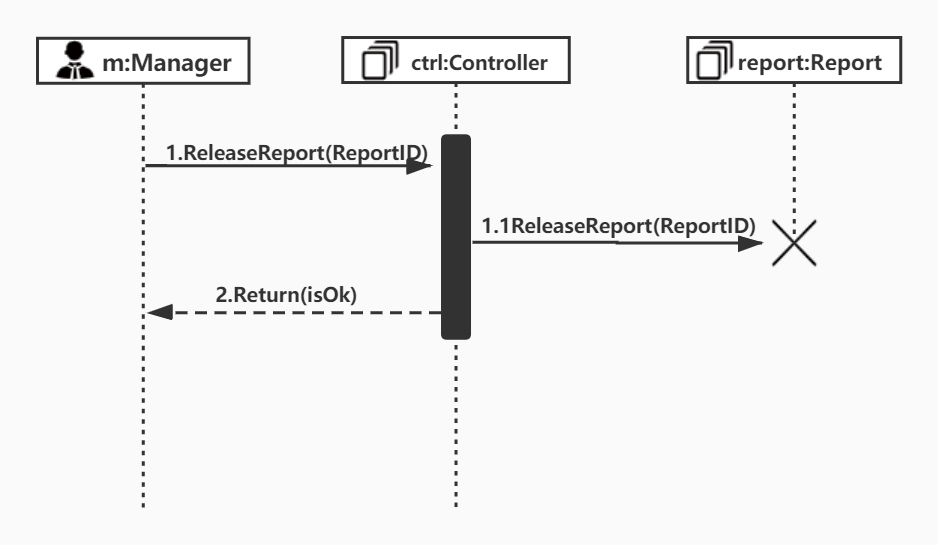 m:Manager
ctrl:Controller
report:Report
1.ReleaseReport(ReportID)
1.1ReleaseReport(ReportID)
2.Return(isOk)